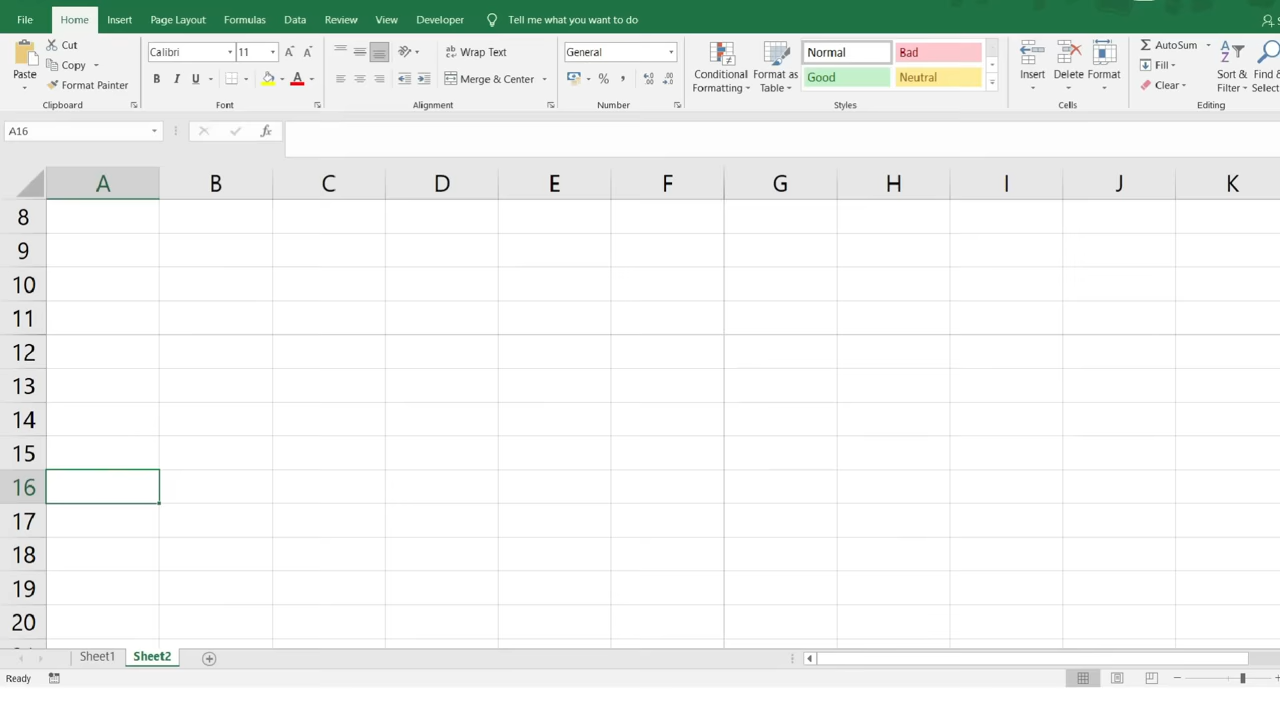 File Home Insert Page Layout Formulas Data Review View Developer Tell me what you want to do
Cut
Copy
Format Painter
Paste
Clipboard
Calibri 11
B I U
Font
Wrap Text
Merge & Center
Alignment
General
% ,
Number
Conditional Formatting
Format as Table
Normal Bad
Good Neutral
Styles
Insert Delete Format
Cells
AutoSum
Fill
Clear
Sort & Filter
Find & Select
Editing
A16 fx
A B C D E F G H I J K
8
9
10
11
12
13
14
15
16
17
18
19
20
Sheet1 Sheet2
Ready